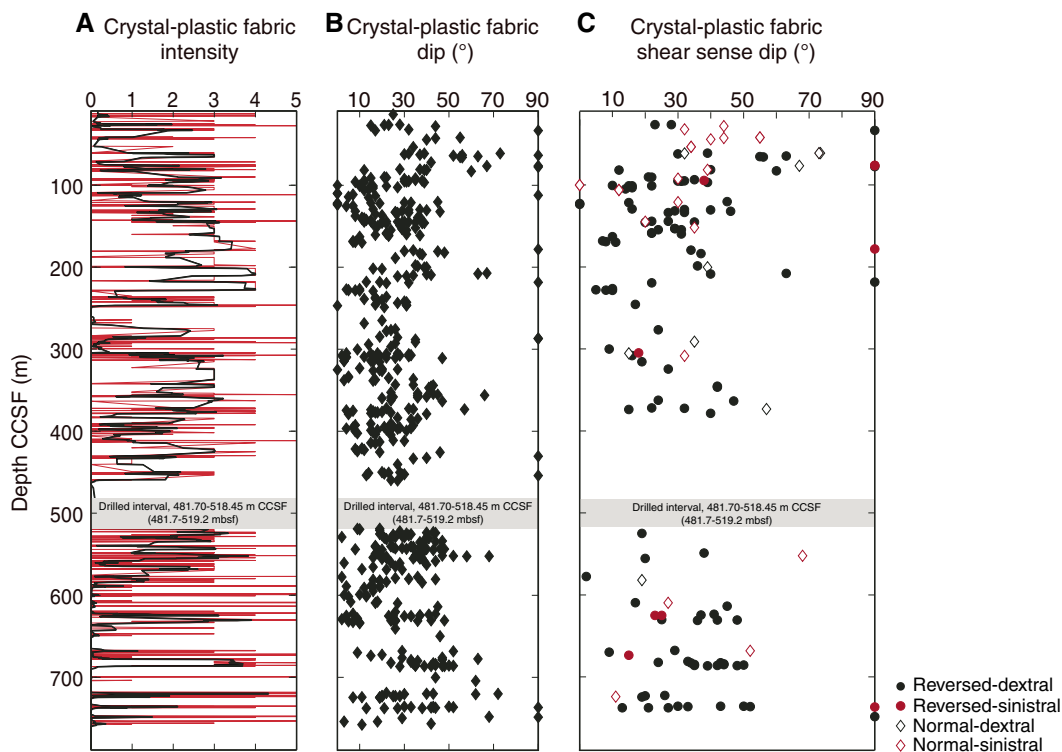 A Crystal-plastic fabric
intensity
B Crystal-plastic fabric
dip (°)
C Crystal-plastic fabric
shear sense dip (°)
0 1 2 3 4 5
0 25 50 70 90
10 30 50 70 90
Depth CCSF (m)
100
200
300
400
500
600
700
Drilled interval, 481.70-518.45 m CCSF
(481.7-519.2 mbsf)
Drilled interval, 481.70-518.45 m CCSF
(481.7-519.2 mbsf)
Drilled interval, 481.70-518.45 m CCSF
(481.7-519.2 mbsf)
Reversed-dextral
Reversed-sinistral
Normal-dextral
Normal-sinistral